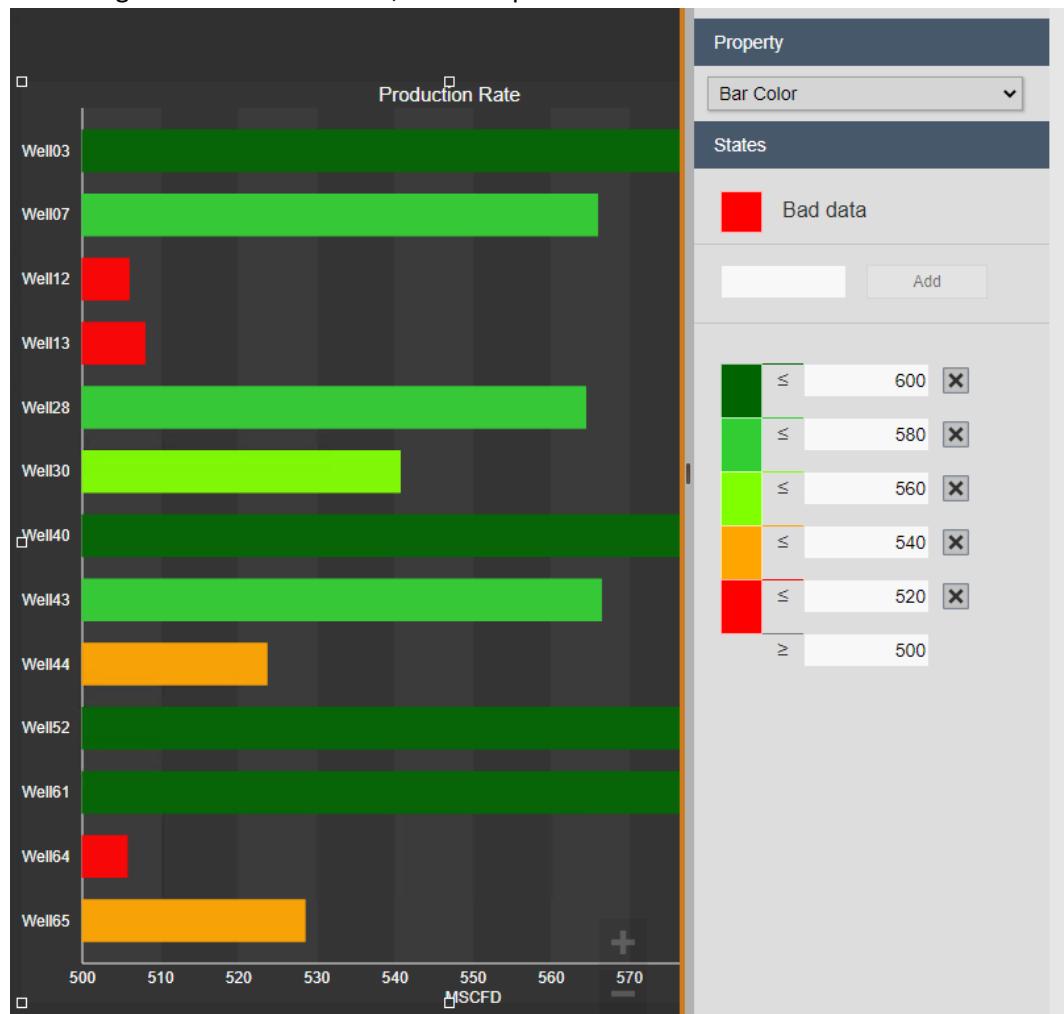 Production Rate
Well03
Well07
Well12
Well13
Well28
Well30
Well40
Well43
Well44
Well52
Well61
Well64
Well65
500 510 520 530 540 550 560 570
MSCFD
+
−
Property
Bar Color
States
Bad data
Add
≤ 600
≤ 580
≤ 560
≤ 540
≤ 520
≥ 500